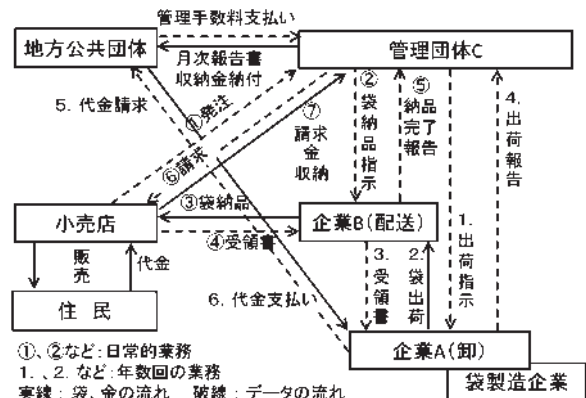 管理手数料支払い
地方公共団体
管理団体C
月次報告書
収納金納付
5. 代金請求
①発注
⑥請求
⑦
請求
金
収納
②
袋
納
品
指
示
⑤
納品
完了
報告
4.
出
荷
報
告
③袋納品
小売店
企業B(配送)
④受領書
1.
出
荷
指
示
販
売
代金
住 民
6. 代金支払い
3.
受
領
書
2.
袋
出
荷
企業A(卸)
袋製造企業
①、②など:日常的業務
1. 、2. など:年数回の業務
実線 : 袋、金の流れ 破線 : データの流れ